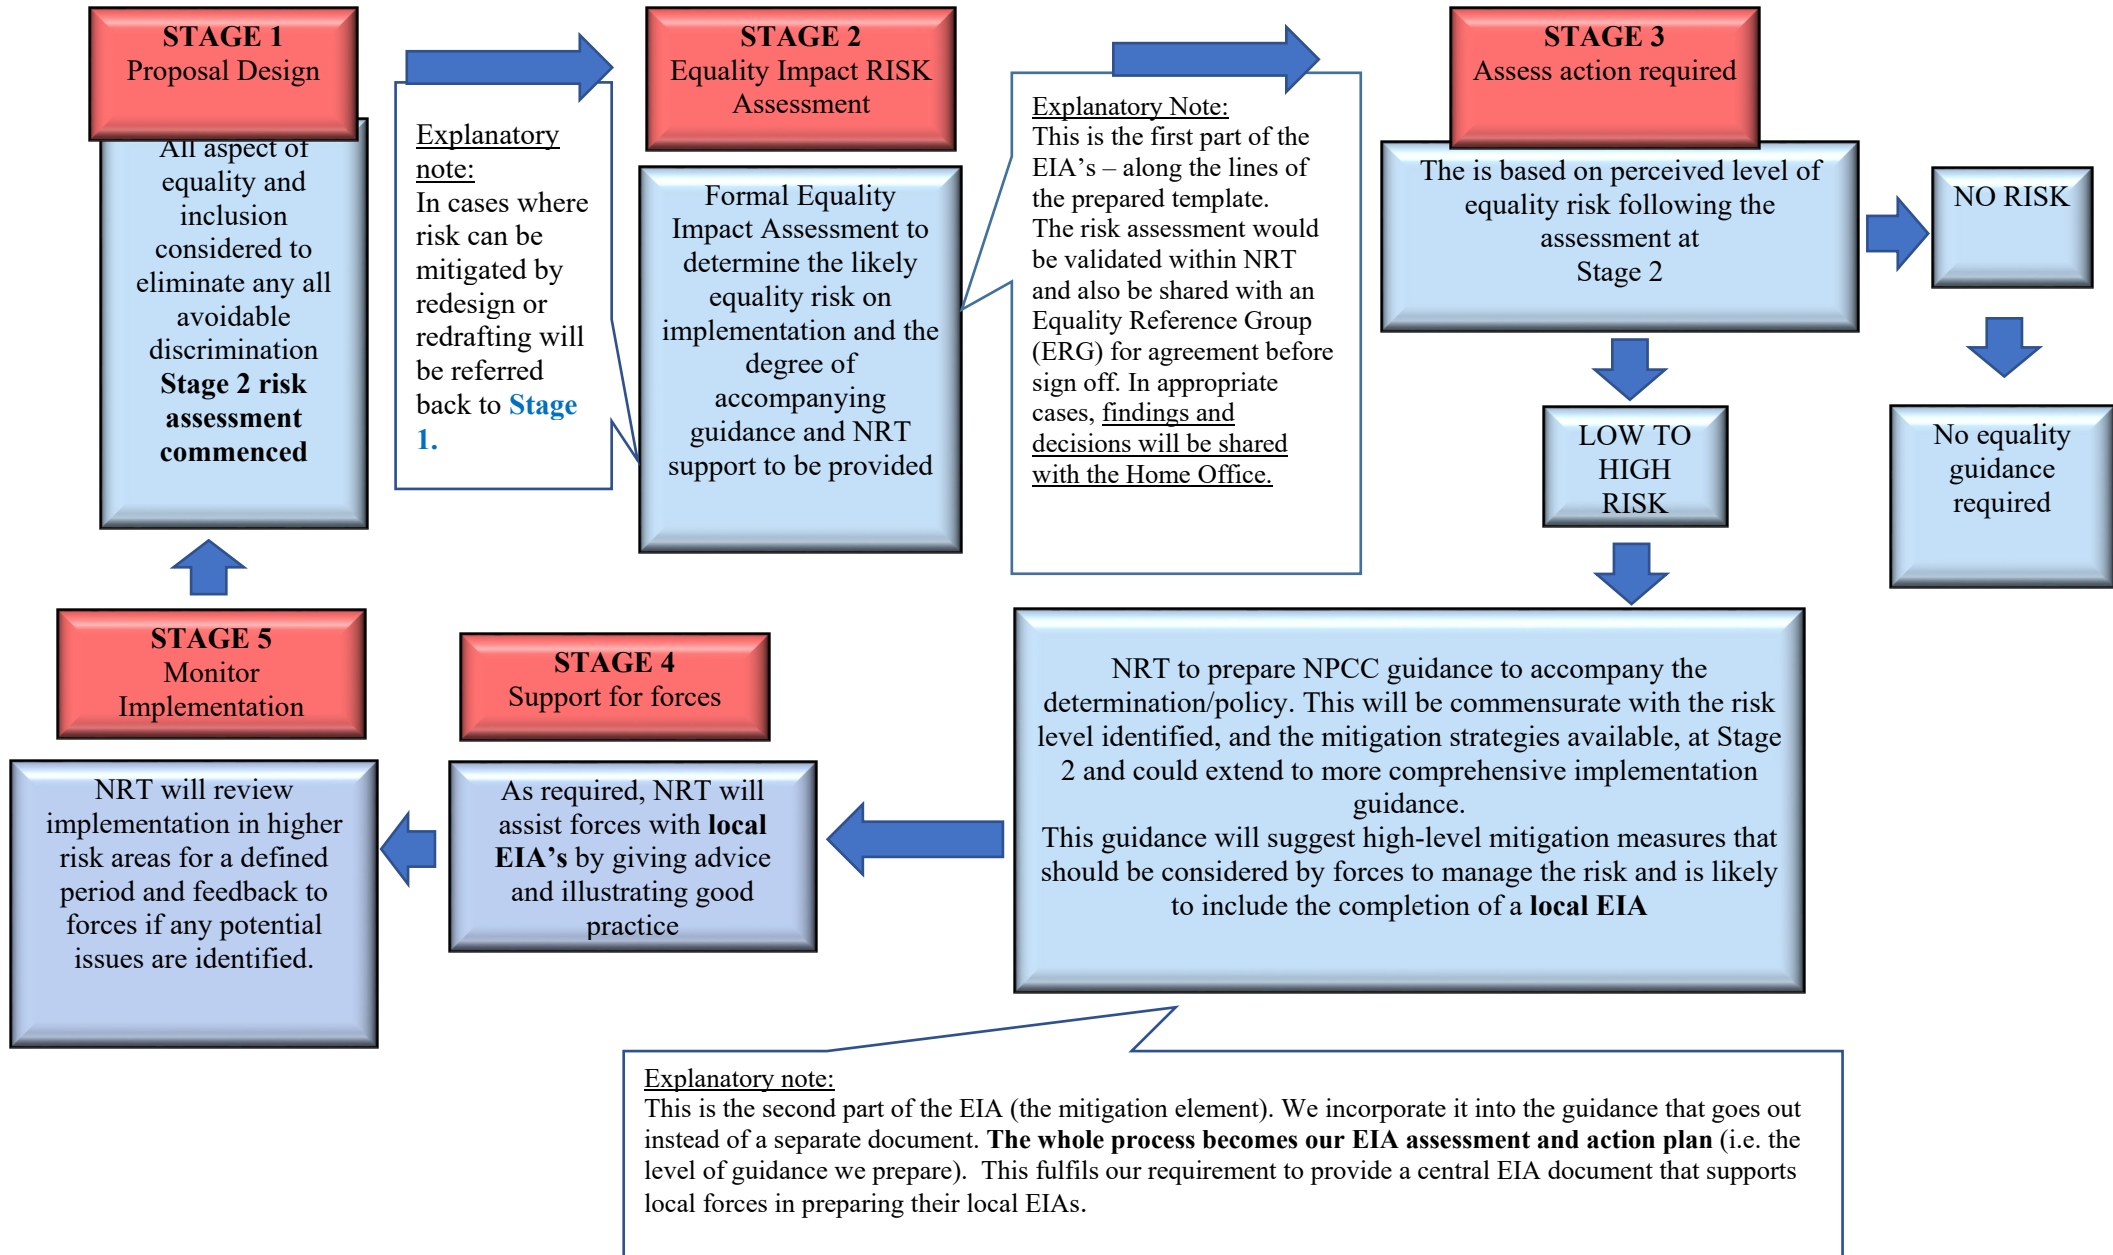 STAGE 1
Proposal Design
All aspect of
equality and
inclusion
considered to
eliminate any all
avoidable
discrimination
Stage 2 risk
assessment
commenced
Explanatory
note:
In cases where
risk can be
mitigated by
redesign or
redrafting will
be referred
back to Stage
1.
STAGE 2
Equality Impact RISK
Assessment
Formal Equality
Impact Assessment to
determine the likely
equality risk on
implementation and the
degree of
accompanying
guidance and NRT
support to be provided
Explanatory Note:
This is the first part of the
EIA's – along the lines of
the prepared template.
The risk assessment would
be validated within NRT
and also be shared with an
Equality Reference Group
(ERG) for agreement before
sign off. In appropriate
cases, findings and
decisions will be shared
with the Home Office.
STAGE 3
Assess action required
The is based on perceived level of
equality risk following the
assessment at
Stage 2
NO RISK
No equality
guidance
required
LOW TO
HIGH
RISK
NRT to prepare NPCC guidance to accompany the
determination/policy. This will be commensurate with the risk
level identified, and the mitigation strategies available, at Stage
2 and could extend to more comprehensive implementation
guidance.
This guidance will suggest high-level mitigation measures that
should be considered by forces to manage the risk and is likely
to include the completion of a local EIA
Explanatory note:
This is the second part of the EIA (the mitigation element). We incorporate it into the guidance that goes out
instead of a separate document. The whole process becomes our EIA assessment and action plan (i.e. the
level of guidance we prepare).  This fulfils our requirement to provide a central EIA document that supports
local forces in preparing their local EIAs.
STAGE 4
Support for forces
As required, NRT will
assist forces with local
EIA's by giving advice
and illustrating good
practice
STAGE 5
Monitor
Implementation
NRT will review
implementation in higher
risk areas for a defined
period and feedback to
forces if any potential
issues are identified.